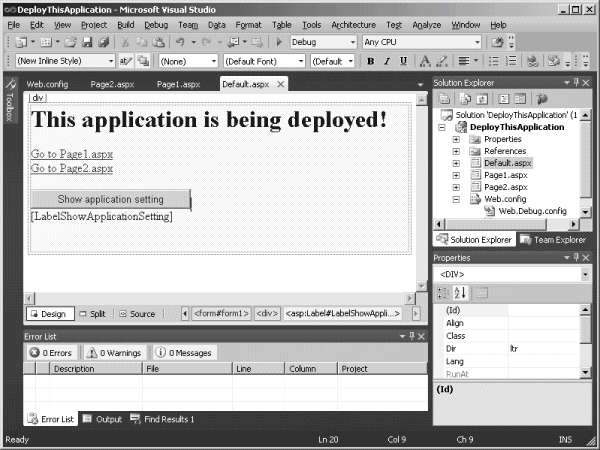 DeployThisApplication - Microsoft Visual Studio
File Edit View Project Build Debug Team Data Format Table Tools Architecture Test Analyze Window Help
Debug Any CPU
(New Inline Style) (None) (Default Font) (Default B I U A
Toolbox
Web.config Page2.aspx Page1.aspx Default.aspx
div
This application is being deployed!
Go to Page1.aspx
Go to Page2.aspx
Show application setting
[LabelShowApplicationSetting]
Design Split Source <form#form1> <div> <asp:Label#LabelShowAppli...>
Error List
0 Errors 0 Warnings 0 Messages
Description File Line Column Project
Error List Output Find Results 1
Solution Explorer
Solution 'DeployThisApplication' (1
DeployThisApplication
Properties
References
Default.aspx
Page1.aspx
Page2.aspx
Web.config
Web.Debug.config
Solution Explorer Team Explorer
Properties
<DIV>
(Id)
Align
Class
Dir ltr
Lang
RunAt
(Id)
Ready Ln 20 Col 9 Ch 9 INS